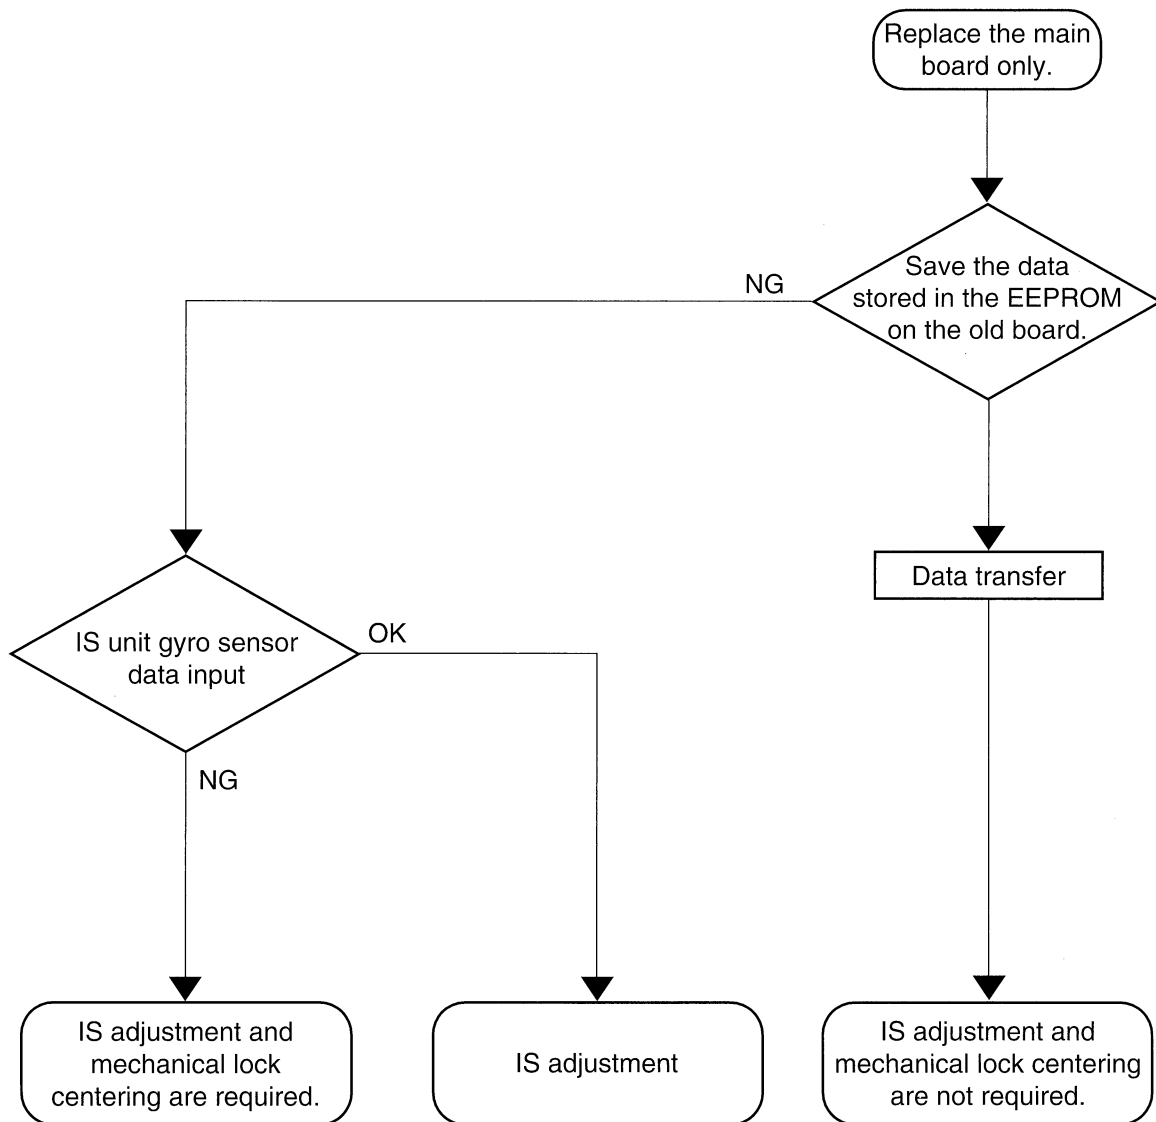 Replace the main
board only.
Save the data
stored in the EEPROM
on the old board.
NG
Data transfer
IS unit gyro sensor
data input
OK
NG
IS adjustment and
mechanical lock
centering are required.
IS adjustment
IS adjustment and
mechanical lock centering
are not required.